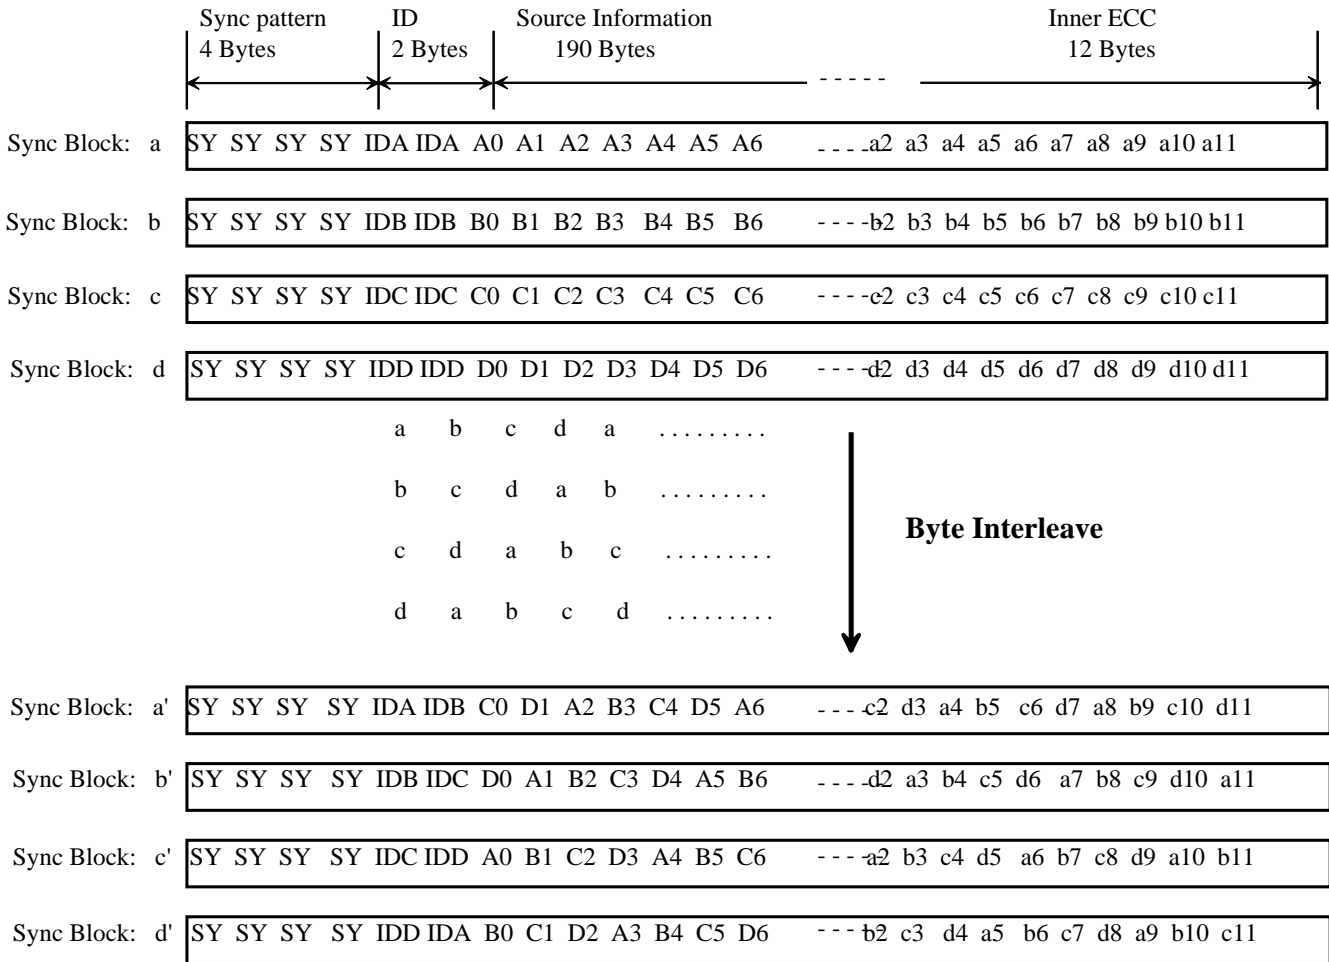 Sync pattern ID Source Information Inner ECC
4 Bytes 2 Bytes 190 Bytes 12 Bytes
- - - - -
Sync Block: a SY SY SY SY IDA IDA A0 A1 A2 A3 A4 A5 A6 - - - - - a2 a3 a4 a5 a6 a7 a8 a9 a10 a11
Sync Block: b SY SY SY SY IDB IDB B0 B1 B2 B3 B4 B5 B6 - - - - - b2 b3 b4 b5 b6 b7 b8 b9 b10 b11
Sync Block: c SY SY SY SY IDC IDC C0 C1 C2 C3 C4 C5 C6 - - - - - c2 c3 c4 c5 c6 c7 c8 c9 c10 c11
Sync Block: d SY SY SY SY IDD IDD D0 D1 D2 D3 D4 D5 D6 - - - - - d2 d3 d4 d5 d6 d7 d8 d9 d10 d11
a b c d a . . . . . . . . .
b c d a b . . . . . . . . .
Byte Interleave
c d a b c . . . . . . . . .
d a b c d . . . . . . . . .
Sync Block: a' SY SY SY SY IDA IDB C0 D1 A2 B3 C4 D5 A6 - - - - - c2 d3 a4 b5 c6 d7 a8 b9 c10 d11
Sync Block: b' SY SY SY SY IDB IDC D0 A1 B2 C3 D4 A5 B6 - - - - - d2 a3 b4 c5 d6 a7 b8 c9 d10 a11
Sync Block: c' SY SY SY SY IDC IDD A0 B1 C2 D3 A4 B5 C6 - - - - - a2 b3 c4 d5 a6 b7 c8 d9 a10 b11
Sync Block: d' SY SY SY SY IDD IDA B0 C1 D2 A3 B4 C5 D6 - - - - - b2 c3 d4 a5 b6 c7 d8 a9 b10 c11